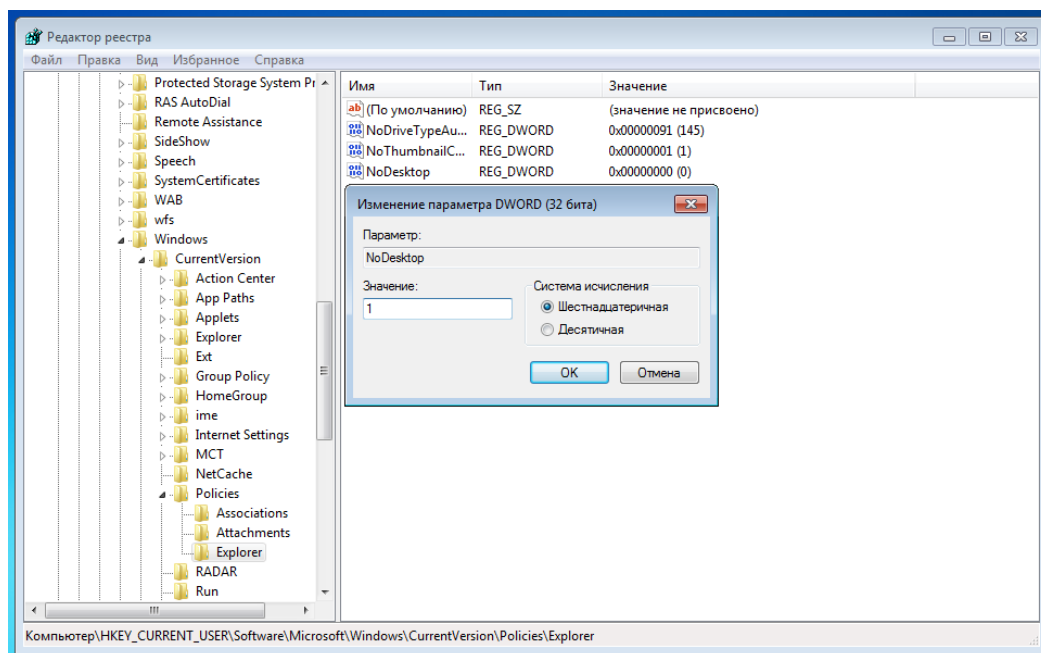 Редактор реестра
Файл Правка Вид Избранное Справка
Protected Storage System Pr
RAS AutoDial
Remote Assistance
SideShow
Speech
SystemCertificates
WAB
wfs
Windows
CurrentVersion
Action Center
App Paths
Applets
Explorer
Ext
Group Policy
HomeGroup
ime
Internet Settings
MCT
NetCache
Policies
Associations
Attachments
Explorer
RADAR
Run
Имя Тип Значение
(По умолчанию) REG_SZ (значение не присвоено)
NoDriveTypeAu... REG_DWORD 0x00000091 (145)
NoThumbnailC... REG_DWORD 0x00000001 (1)
NoDesktop REG_DWORD 0x00000000 (0)
Изменение параметра DWORD (32 бита)
Параметр:
NoDesktop
Значение:
1
Система исчисления
Шестнадцатеричная
Десятичная
OK Отмена
Компьютер\HKEY_CURRENT_USER\Software\Microsoft\Windows\CurrentVersion\Policies\Explorer